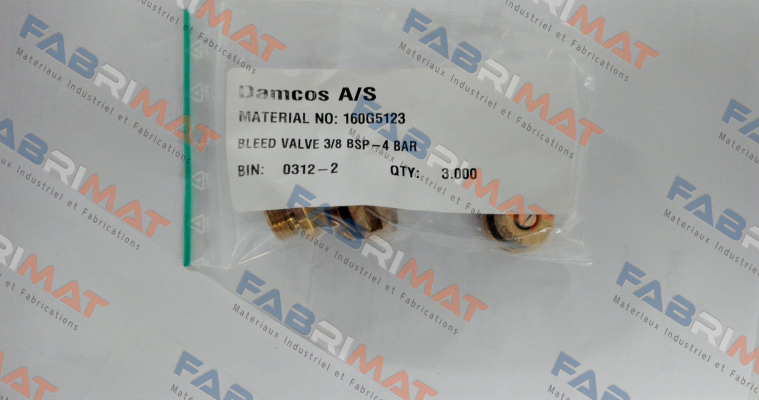 Damcos A/S
MATERIAL NO: 160G5123
BLEED VALVE 3/8 BSP-4 BAR
BIN: 0312-2 QTY: 3.000
FABRIMAT
Matériaux Industriel et Fabrications